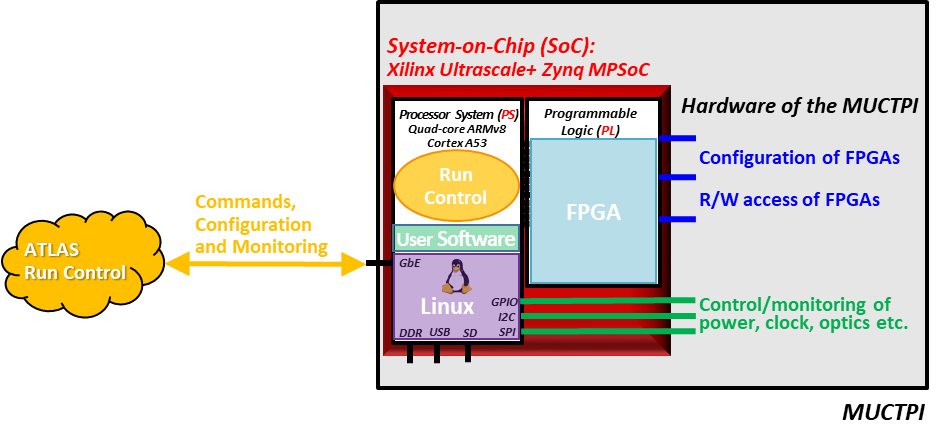 System-on-Chip (SoC):
Xilinx Ultrascale+ Zynq MPSoC
Processor System (PS)
Quad-core ARMv8
Cortex A53
Programmable
Logic (PL)
Hardware of the MUCTPI
Run
Control
FPGA
Configuration of FPGAs
R/W access of FPGAs
Commands,
Configuration
and Monitoring
ATLAS
Run Control
User Software
GbE
Linux
GPIO
I2C
SPI
DDR USB SD
Control/monitoring of
power, clock, optics etc.
MUCTPI